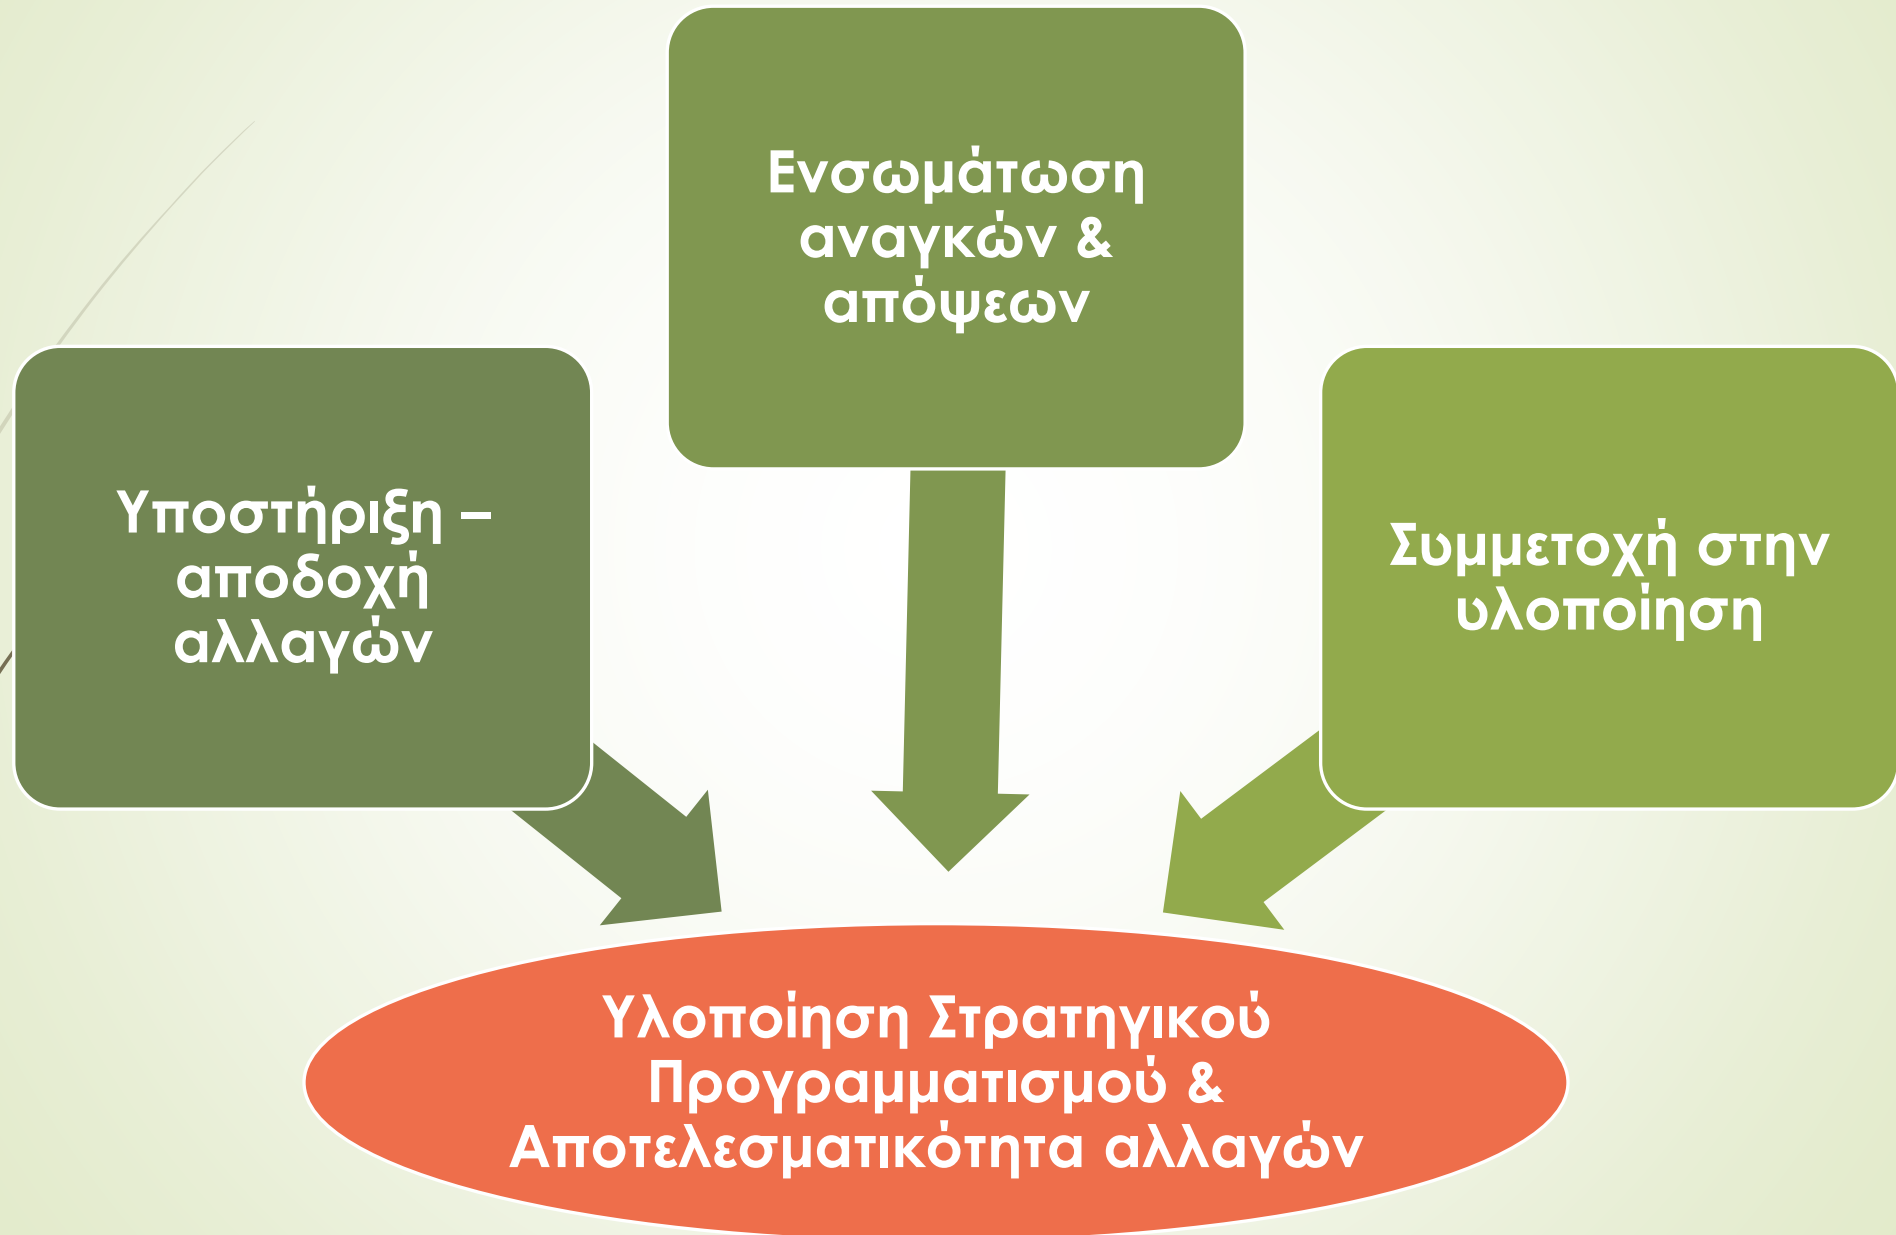 Ενσωμάτωση
αναγκών &
απόψεων
Υποστήριξη –
αποδοχή
αλλαγών
Συμμετοχή στην
υλοποίηση
Υλοποίηση Στρατηγικού
Προγραμματισμού &
Αποτελεσματικότητα αλλαγών